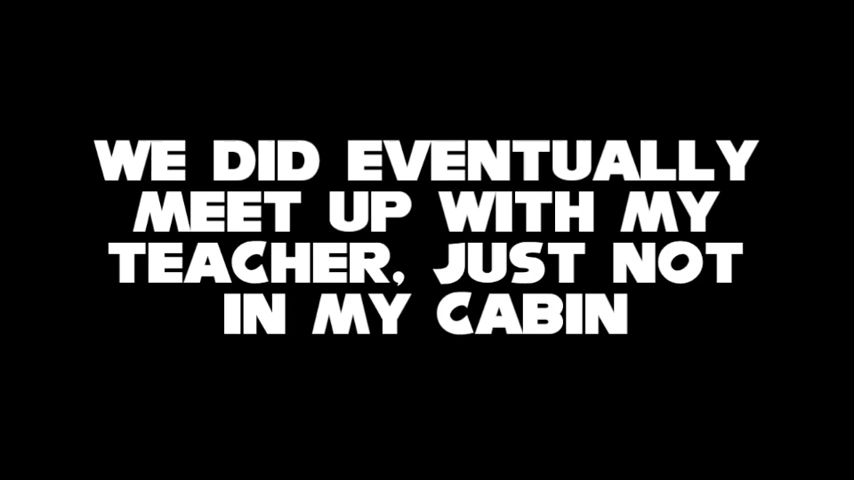 WE DID EVENTUALLY
MEET UP WITH MY
TEACHER, JUST NOT
IN MY CABIN